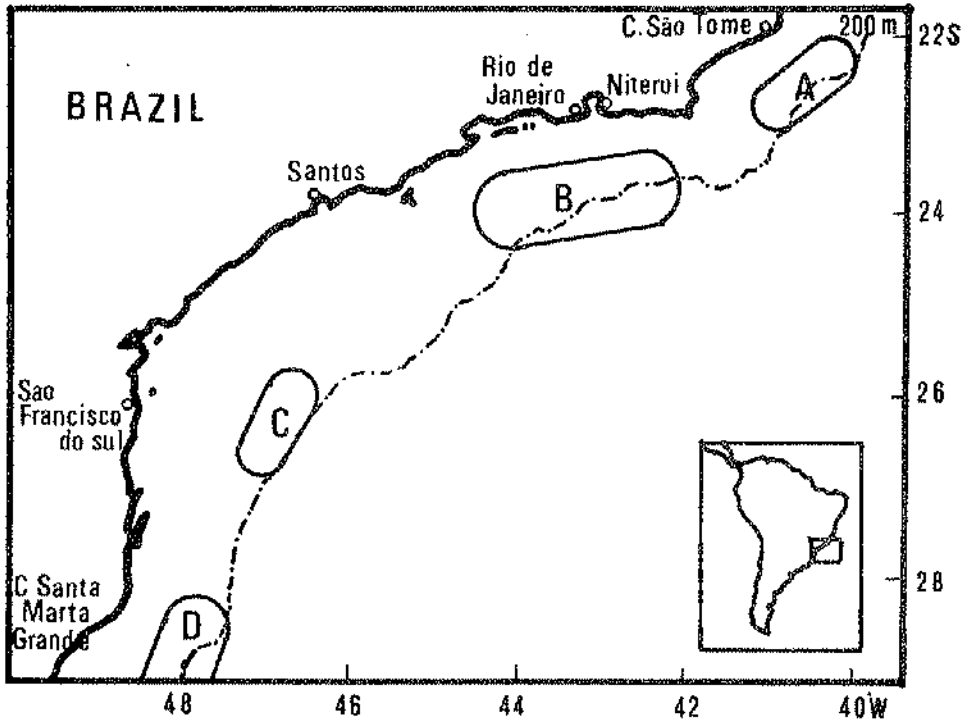 C. São Tome
200 m
22S
Rio de
Janeiro
Niteroi
A
BRAZIL
Santos
B
24
Sao
Francisco
do sul
C
26
C Santa
Marta
Grande
D
28
48
46
44
42
40W